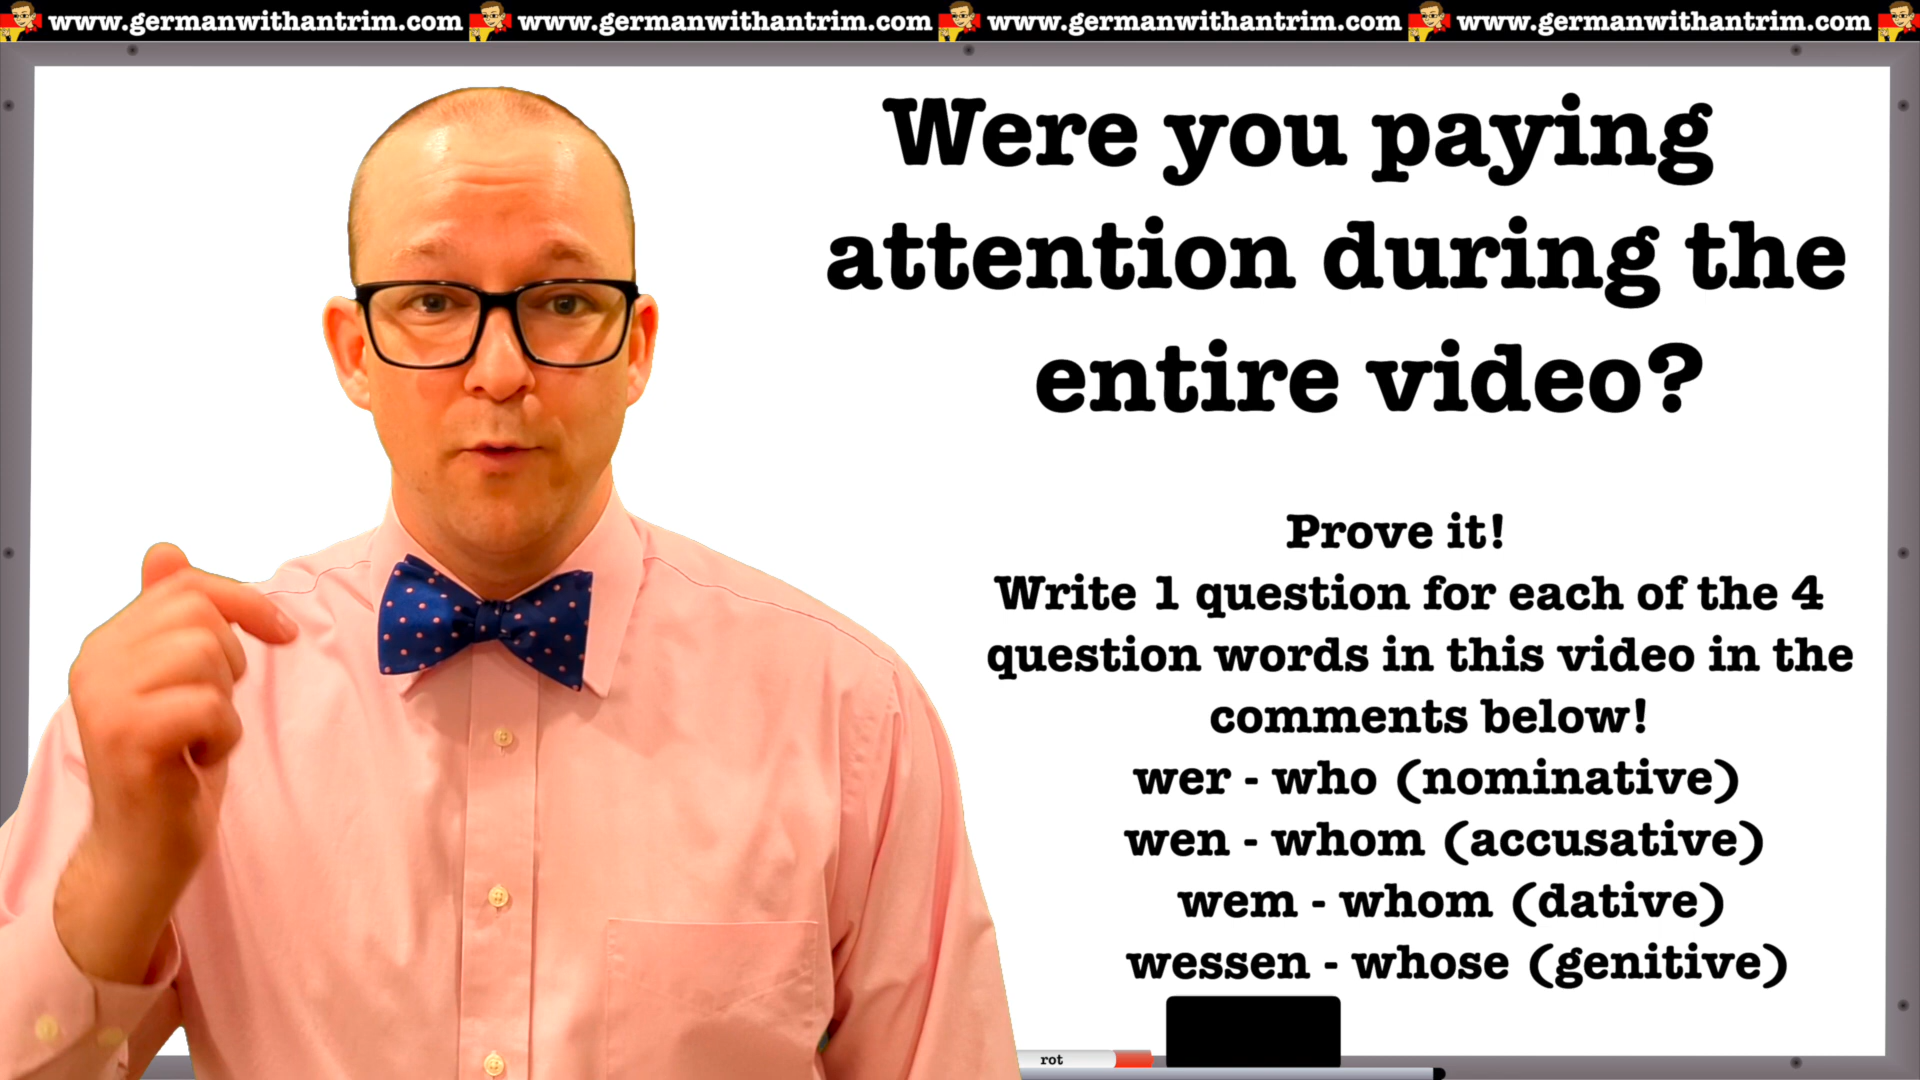 www.germanwithantrim.com www.germanwithantrim.com www.germanwithantrim.com www.germanwithantrim.com
Were you paying
attention during the
entire video?
Prove it!
Write 1 question for each of the 4
question words in this video in the
comments below!
wer - who (nominative)
wen - whom (accusative)
wem - whom (dative)
wessen - whose (genitive)
rot